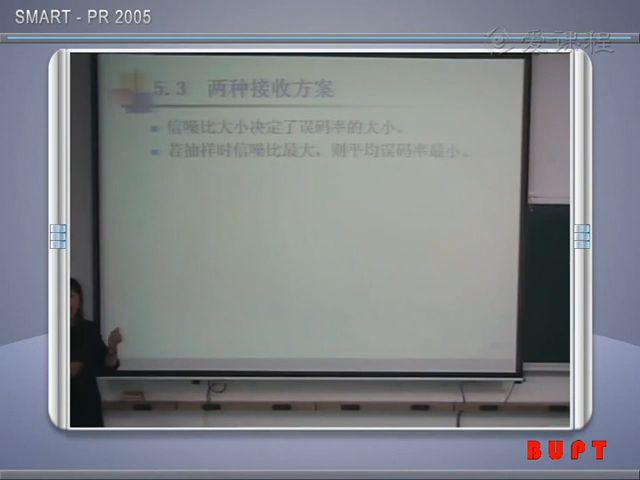 SMART - PR 2005
爱课程
5.3 两种接收方案
信噪比大小决定了误码率的大小。
若抽样时信噪比最大，则平均误码率最小。
BUPT